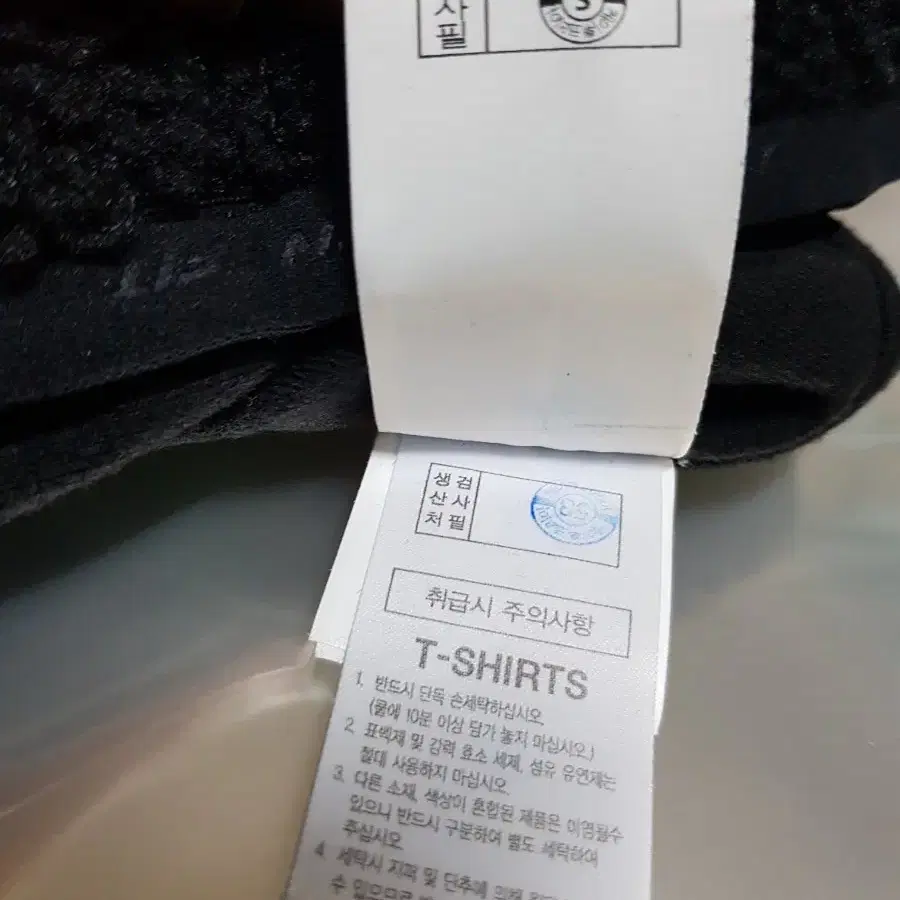 사
필
S
생 검
산 사
처 필
취급시 주의사항
T-SHIRTS
1. 반드시 단독 손세탁하십시오.
(물에 10분 이상 담가 놓지 마십시오.)
2. 표백제 및 강력 효소 세제, 섬유 유연제는
절대 사용하지 마십시오.
3. 다른 소재, 색상이 혼합된 제품은 이염될수
있으니 반드시 구분하여 별도 세탁하여
주십시오
4. 세탁시 지퍼 및 단추에 의해
수 있으므로